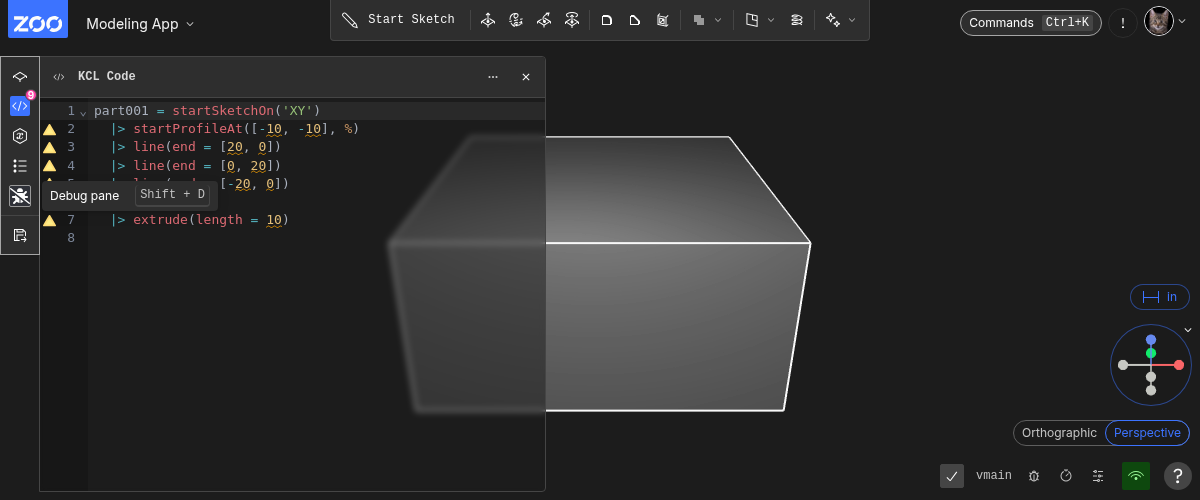 ZOO
Modeling App
Start Sketch
Commands Ctrl+K
!
KCL Code
9
1 part001 = startSketchOn('XY')
2 |> startProfileAt([-10, -10], %)
3 |> line(end = [20, 0])
4 |> line(end = [0, 20])
[-20, 0])
Debug pane Shift + D
7 |> extrude(length = 10)
8
in
Orthographic Perspective
vmain
?